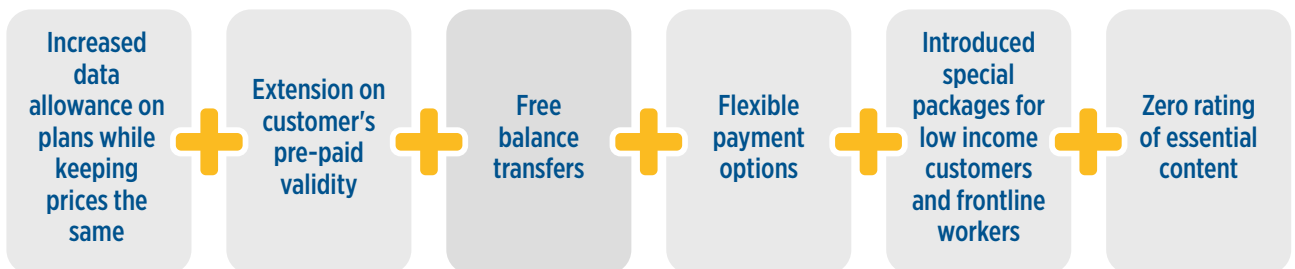 Increased
data
allowance on
plans while
keeping
prices the
same
Extension on
customer's
pre-paid
validity
Free
balance
transfers
Flexible
payment
options
Introduced
special
packages for
low income
customers
and frontline
workers
Zero rating
of essential
content